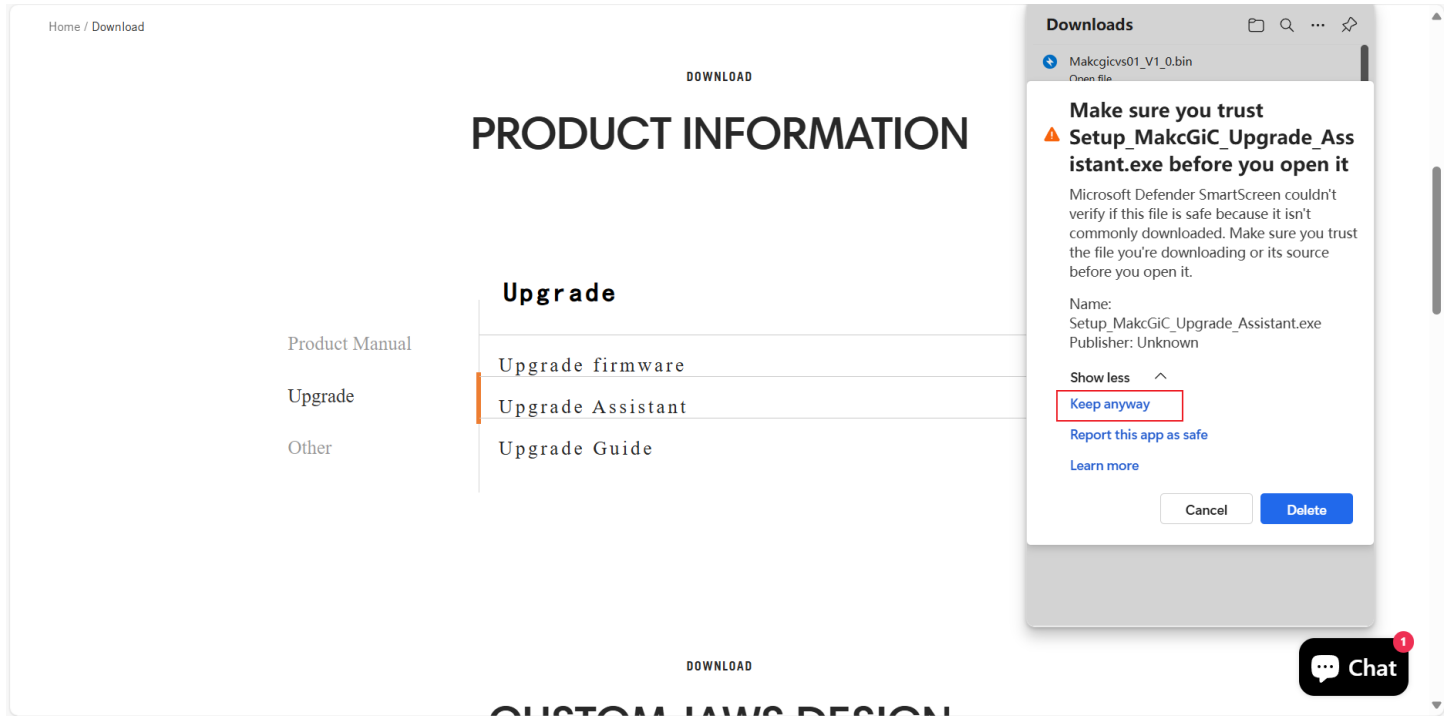 Home / Download
DOWNLOAD
PRODUCT INFORMATION
Upgrade
Product Manual
Upgrade
Other
Upgrade firmware
Upgrade Assistant
Upgrade Guide
DOWNLOAD
CUSTOM JAWS DESIGN
Downloads
Makcgicvs01_V1_0.bin
Open file
Make sure you trust
Setup_MakcGiC_Upgrade_Ass
istant.exe before you open it
Microsoft Defender SmartScreen couldn't
verify if this file is safe because it isn't
commonly downloaded. Make sure you trust
the file you're downloading or its source
before you open it.
Name:
Setup_MakcGiC_Upgrade_Assistant.exe
Publisher: Unknown
Show less
Keep anyway
Report this app as safe
Learn more
Cancel
Delete
1
Chat